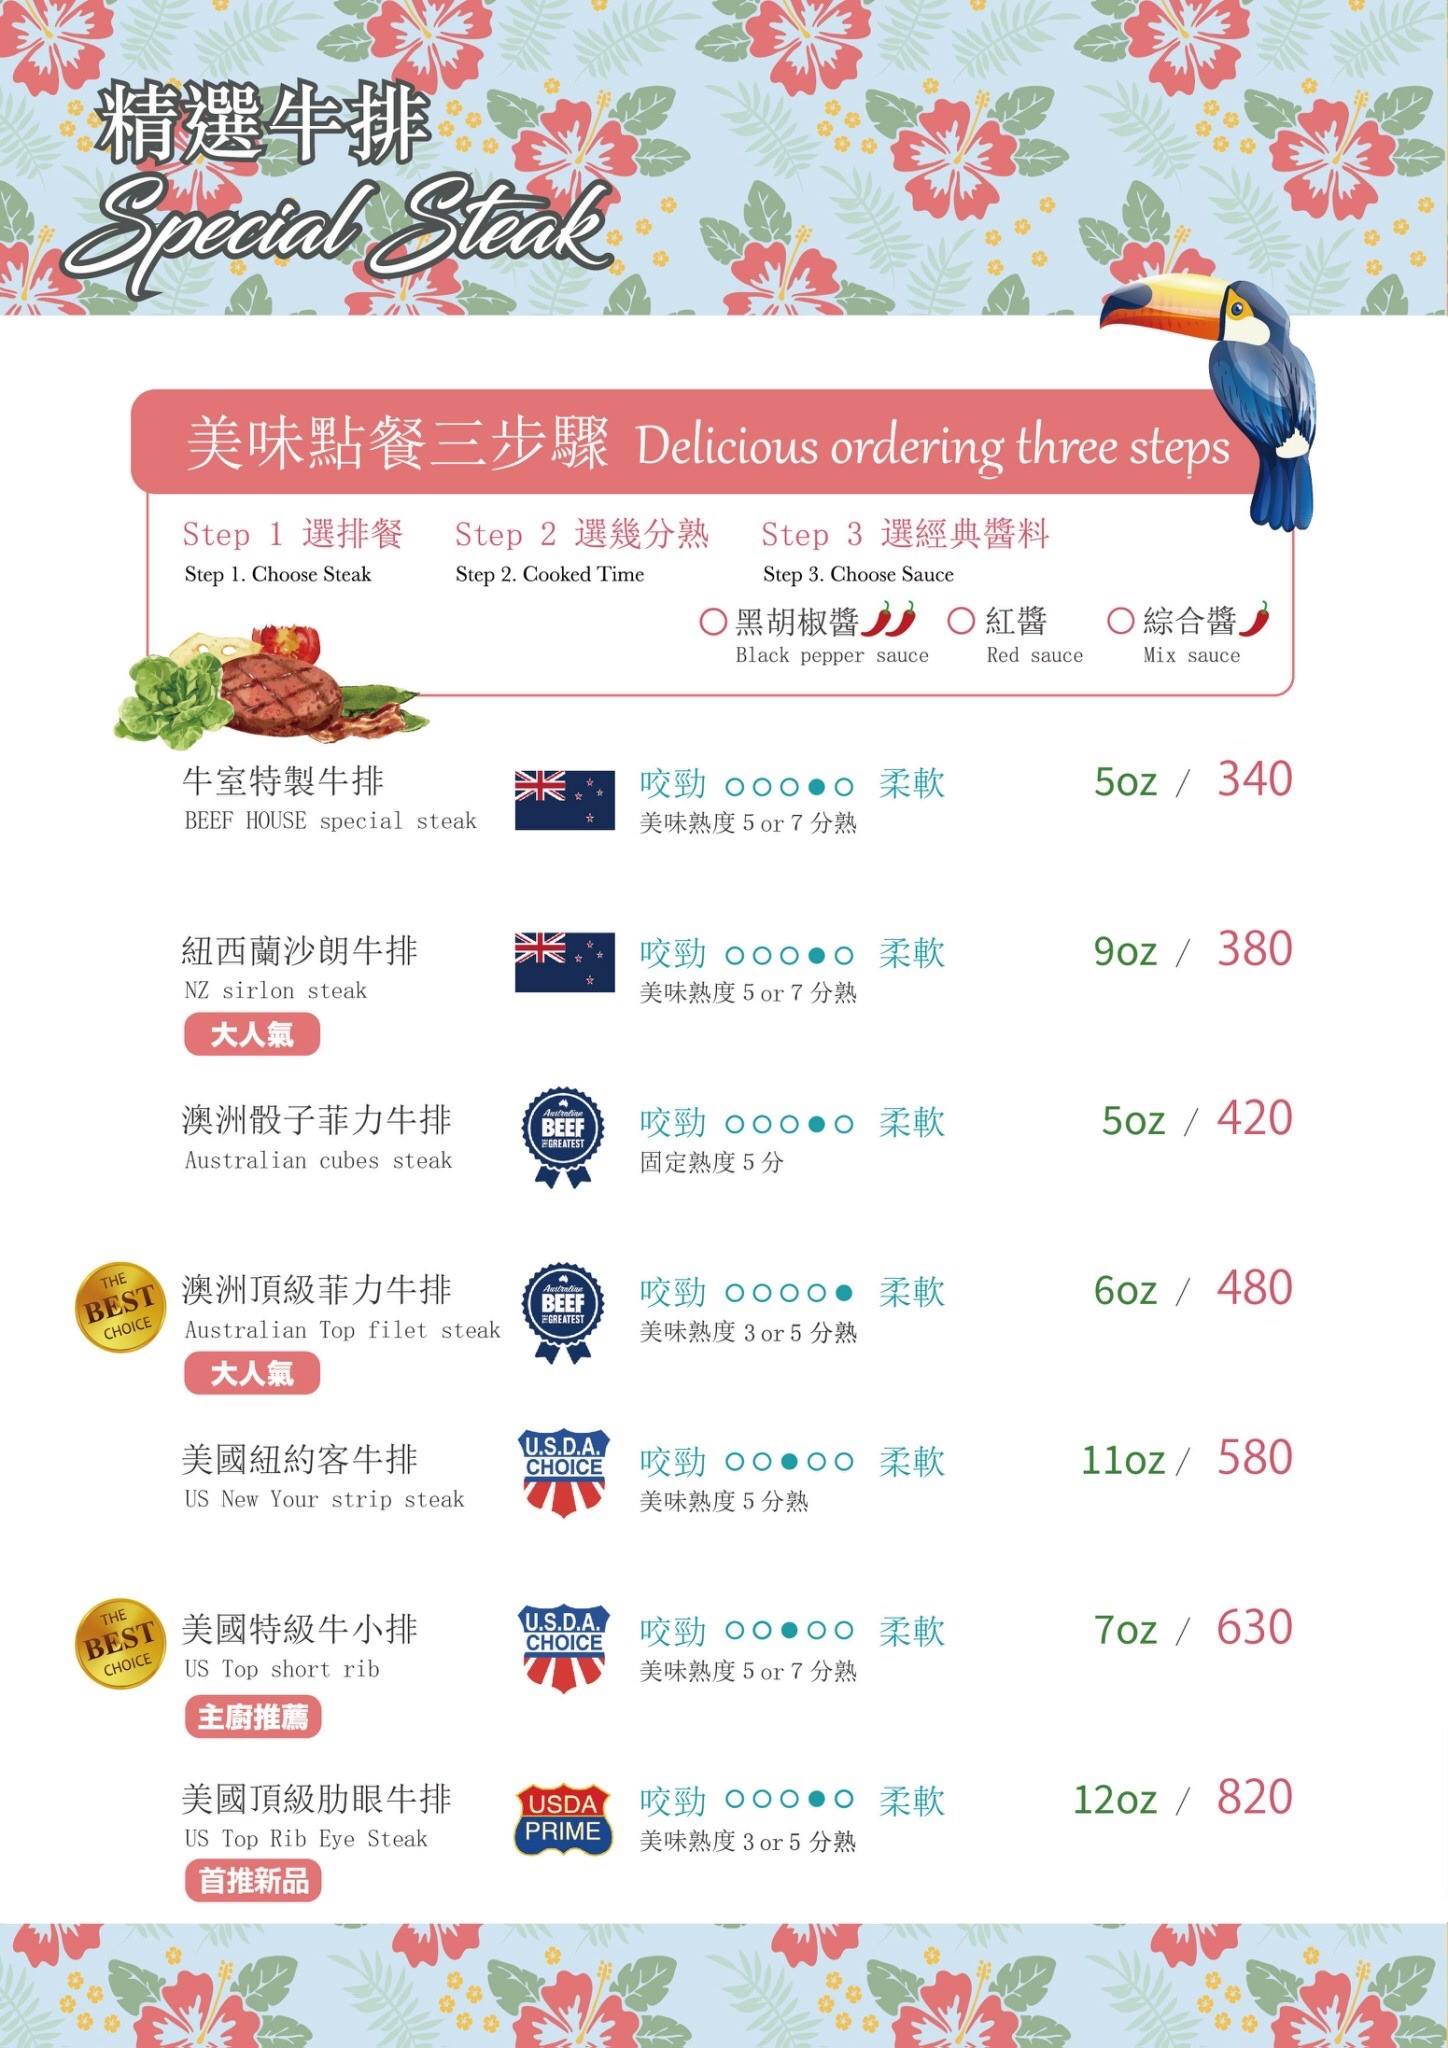 精選牛排
Special Steak
美味點餐三步驟 Delicious ordering three steps
Step 1 選排餐
Step 1. Choose Steak
Step 2 選幾分熟
Step 2. Cooked Time
Step 3 選經典醬料
Step 3. Choose Sauce
黑胡椒醬
Black pepper sauce
紅醬
Red sauce
綜合醬
Mix sauce
牛室特製牛排
BEEF HOUSE special steak
咬勁 ○○○●○ 柔軟
美味熟度 5 or 7 分熟
5oz / 340
紐西蘭沙朗牛排
NZ sirlon steak
大人氣
咬勁 ○○○●○ 柔軟
美味熟度 5 or 7 分熟
9oz / 380
澳洲骰子菲力牛排
Australian cubes steak
Australian
BEEF
THE GREATEST
咬勁 ○○○●○ 柔軟
固定熟度 5 分
5oz / 420
THE
BEST
CHOICE
澳洲頂級菲力牛排
Australian Top filet steak
大人氣
Australian
BEEF
THE GREATEST
咬勁 ○○○○● 柔軟
美味熟度 3 or 5 分熟
6oz / 480
美國紐約客牛排
US New Your strip steak
U.S.D.A.
CHOICE
咬勁 ○○●○○ 柔軟
美味熟度 5 分熟
11oz / 580
THE
BEST
CHOICE
美國特級牛小排
US Top short rib
主廚推薦
U.S.D.A.
CHOICE
咬勁 ○○●○○ 柔軟
美味熟度 5 or 7 分熟
7oz / 630
美國頂級肋眼牛排
US Top Rib Eye Steak
首推新品
USDA
PRIME
咬勁 ○○○●○ 柔軟
美味熟度 3 or 5 分熟
12oz / 820